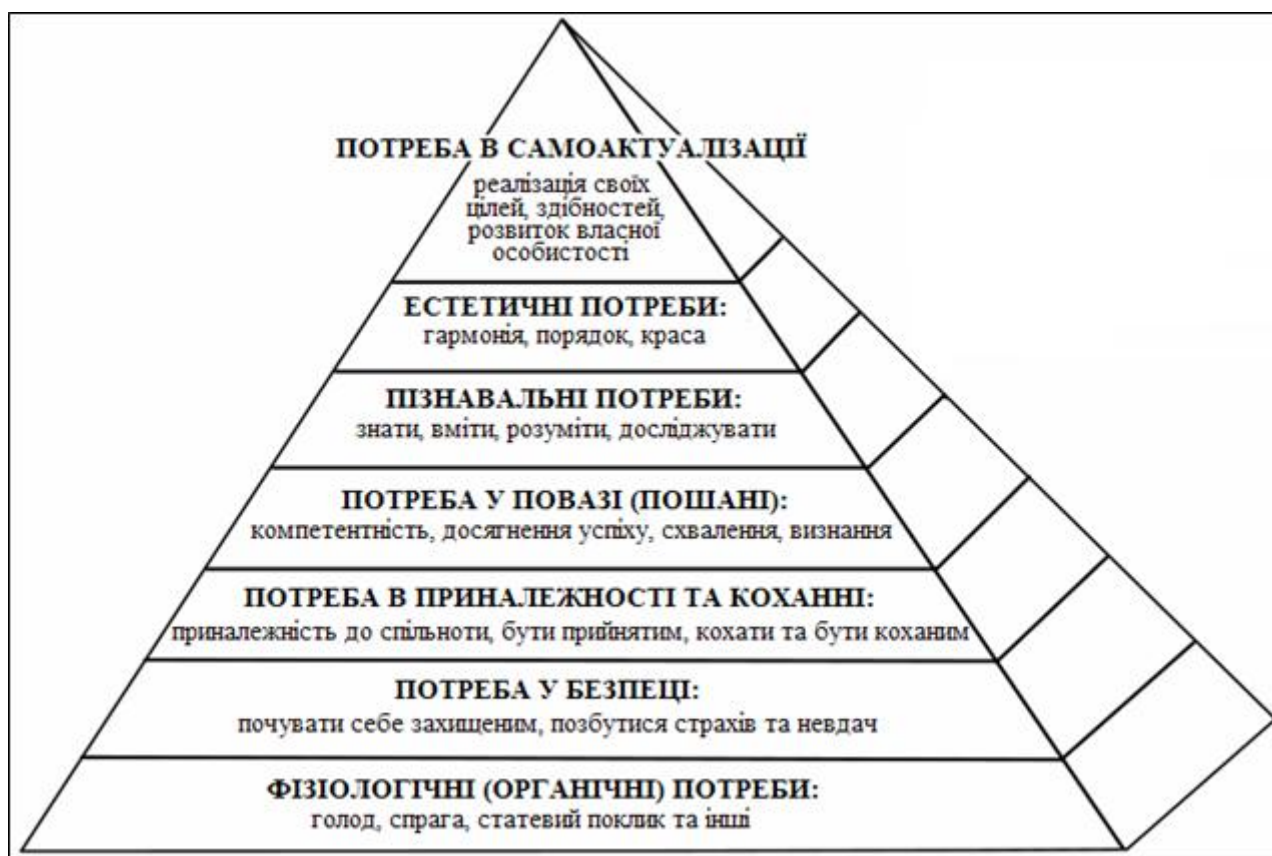 ПОТРЕБА В САМОАКТУАЛІЗАЦІЇ
реалізація своїх
цілей, здібностей,
розвиток власної
особистості
ЕСТЕТИЧНІ ПОТРЕБИ:
гармонія, порядок, краса
ПІЗНАВАЛЬНІ ПОТРЕБИ:
знати, вміти, розуміти, досліджувати
ПОТРЕБА У ПОВАЗІ (ПОШАНІ):
компетентність, досягнення успіху, схвалення, визнання
ПОТРЕБА В ПРИНАЛЕЖНОСТІ ТА КОХАННІ:
приналежність до спільноти, бути прийнятим, кохати та бути коханим
ПОТРЕБА У БЕЗПЕЦІ:
почувати себе захищеним, позбутися страхів та невдач
ФІЗІОЛОГІЧНІ (ОРГАНІЧНІ) ПОТРЕБИ:
голод, спрага, статевий поклик та інші